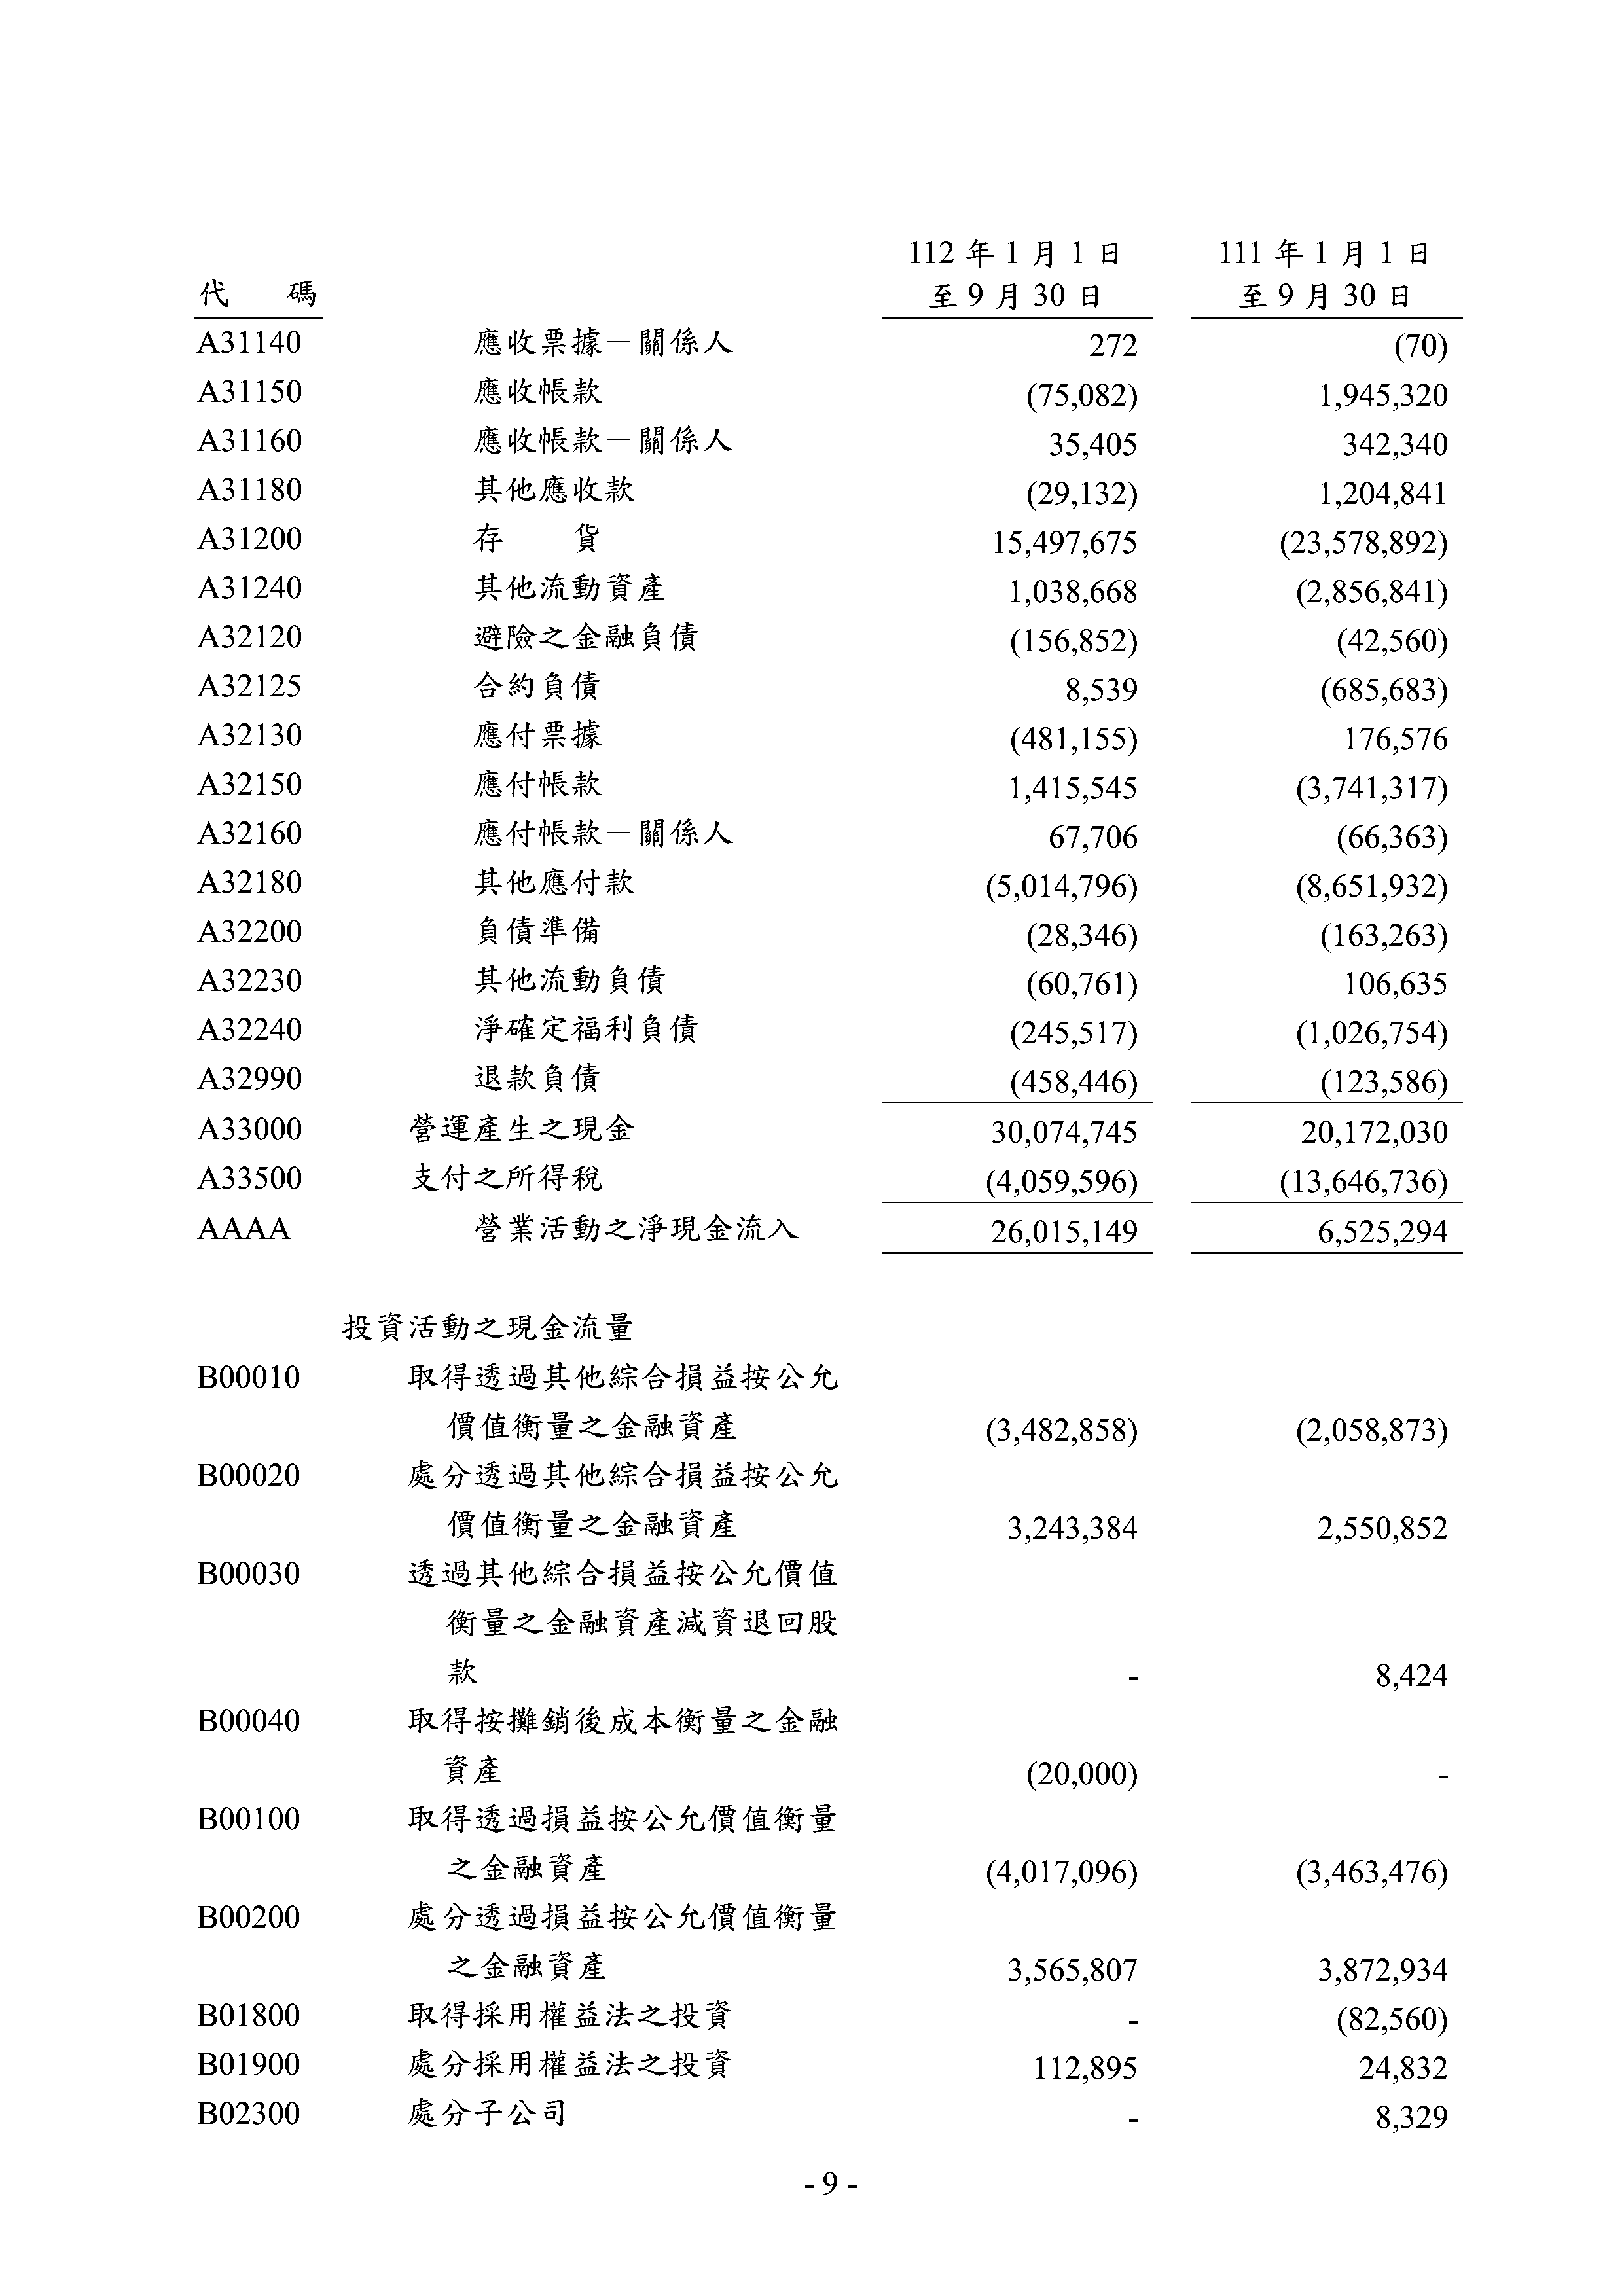 112 年 1 月 1 日 111 年 1 月 1 日
代 碼 至 9 月 30 日 至 9 月 30 日
A31140 應收票據－關係人 272 (70)
A31150 應收帳款 (75,082) 1,945,320
A31160 應收帳款－關係人 35,405 342,340
A31180 其他應收款 (29,132) 1,204,841
A31200 存 貨 15,497,675 (23,578,892)
A31240 其他流動資產 1,038,668 (2,856,841)
A32120 避險之金融負債 (156,852) (42,560)
A32125 合約負債 8,539 (685,683)
A32130 應付票據 (481,155) 176,576
A32150 應付帳款 1,415,545 (3,741,317)
A32160 應付帳款－關係人 67,706 (66,363)
A32180 其他應付款 (5,014,796) (8,651,932)
A32200 負債準備 (28,346) (163,263)
A32230 其他流動負債 (60,761) 106,635
A32240 淨確定福利負債 (245,517) (1,026,754)
A32990 退款負債 (458,446) (123,586)
A33000 營運產生之現金 30,074,745 20,172,030
A33500 支付之所得稅 (4,059,596) (13,646,736)
AAAA 營業活動之淨現金流入 26,015,149 6,525,294
投資活動之現金流量
B00010 取得透過其他綜合損益按公允
價值衡量之金融資產 (3,482,858) (2,058,873)
B00020 處分透過其他綜合損益按公允
價值衡量之金融資產 3,243,384 2,550,852
B00030 透過其他綜合損益按公允價值
衡量之金融資產減資退回股
款 - 8,424
B00040 取得按攤銷後成本衡量之金融
資產 (20,000) -
B00100 取得透過損益按公允價值衡量
之金融資產 (4,017,096) (3,463,476)
B00200 處分透過損益按公允價值衡量
之金融資產 3,565,807 3,872,934
B01800 取得採用權益法之投資 - (82,560)
B01900 處分採用權益法之投資 112,895 24,832
B02300 處分子公司 - 8,329
- 9 -